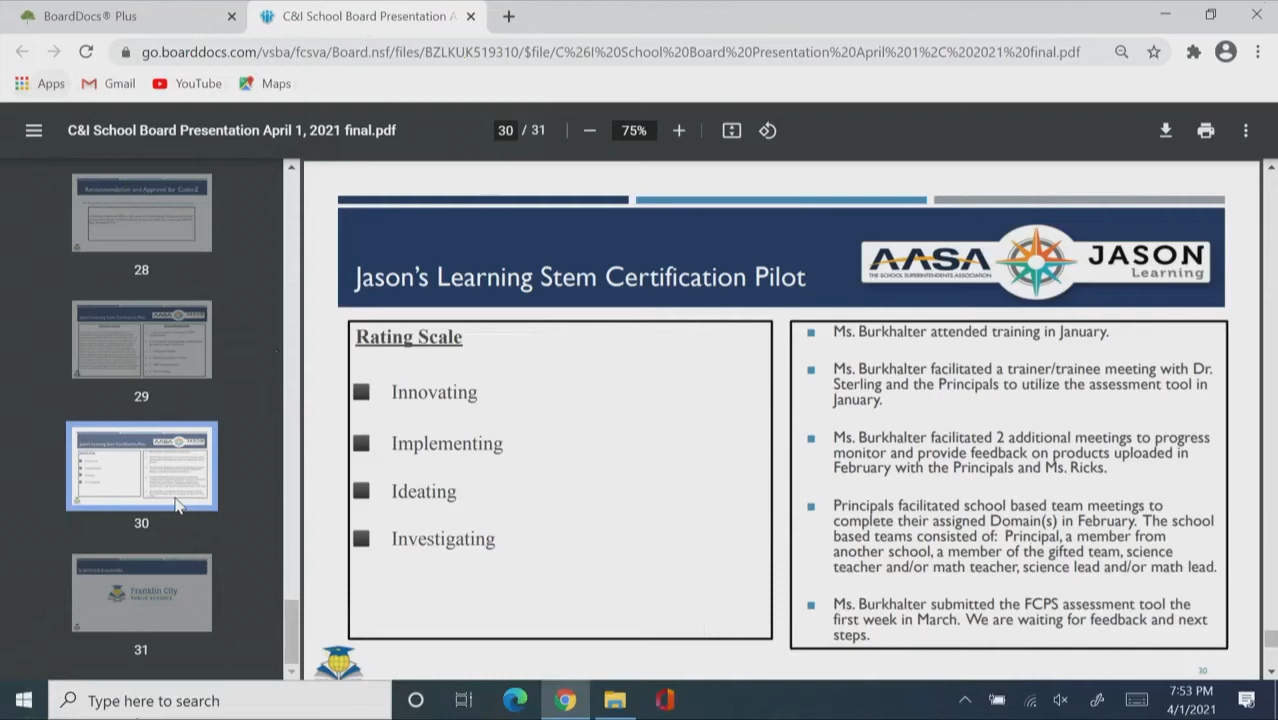 BoardDocs® Plus
C&I School Board Presentation A
go.boarddocs.com/vsba/fcsva/Board.nsf/files/BZLKUK519310/$file/C%26I%20School%20Board%20Presentation%20April%201%2C%202021%20final.pdf
Apps
Gmail
YouTube
Maps
C&I School Board Presentation April 1, 2021 final.pdf
30 / 31
75%
Recommendation and Approval for
28
29
30
Franklin City
31
Jason's Learning Stem Certification Pilot
AASA
THE SCHOOL SUPERINTENDENTS ASSOCIATION
JASON
Learning
Rating Scale
Innovating
Implementing
Ideating
Investigating
Ms. Burkhalter attended training in January.
Ms. Burkhalter facilitated a trainer/trainee meeting with Dr.
Sterling and the Principals to utilize the assessment tool in
January.
Ms. Burkhalter facilitated 2 additional meetings to progress
monitor and provide feedback on products uploaded in
February with the Principals and Ms. Ricks.
Principals facilitated school based team meetings to
complete their assigned Domain(s) in February. The school
based teams consisted of: Principal, a member from
another school, a member of the gifted team, science
teacher and/or math teacher, science lead and/or math lead.
Ms. Burkhalter submitted the FCPS assessment tool the
first week in March. We are waiting for feedback and next
steps.
30
Type here to search
7:53 PM
4/1/2021